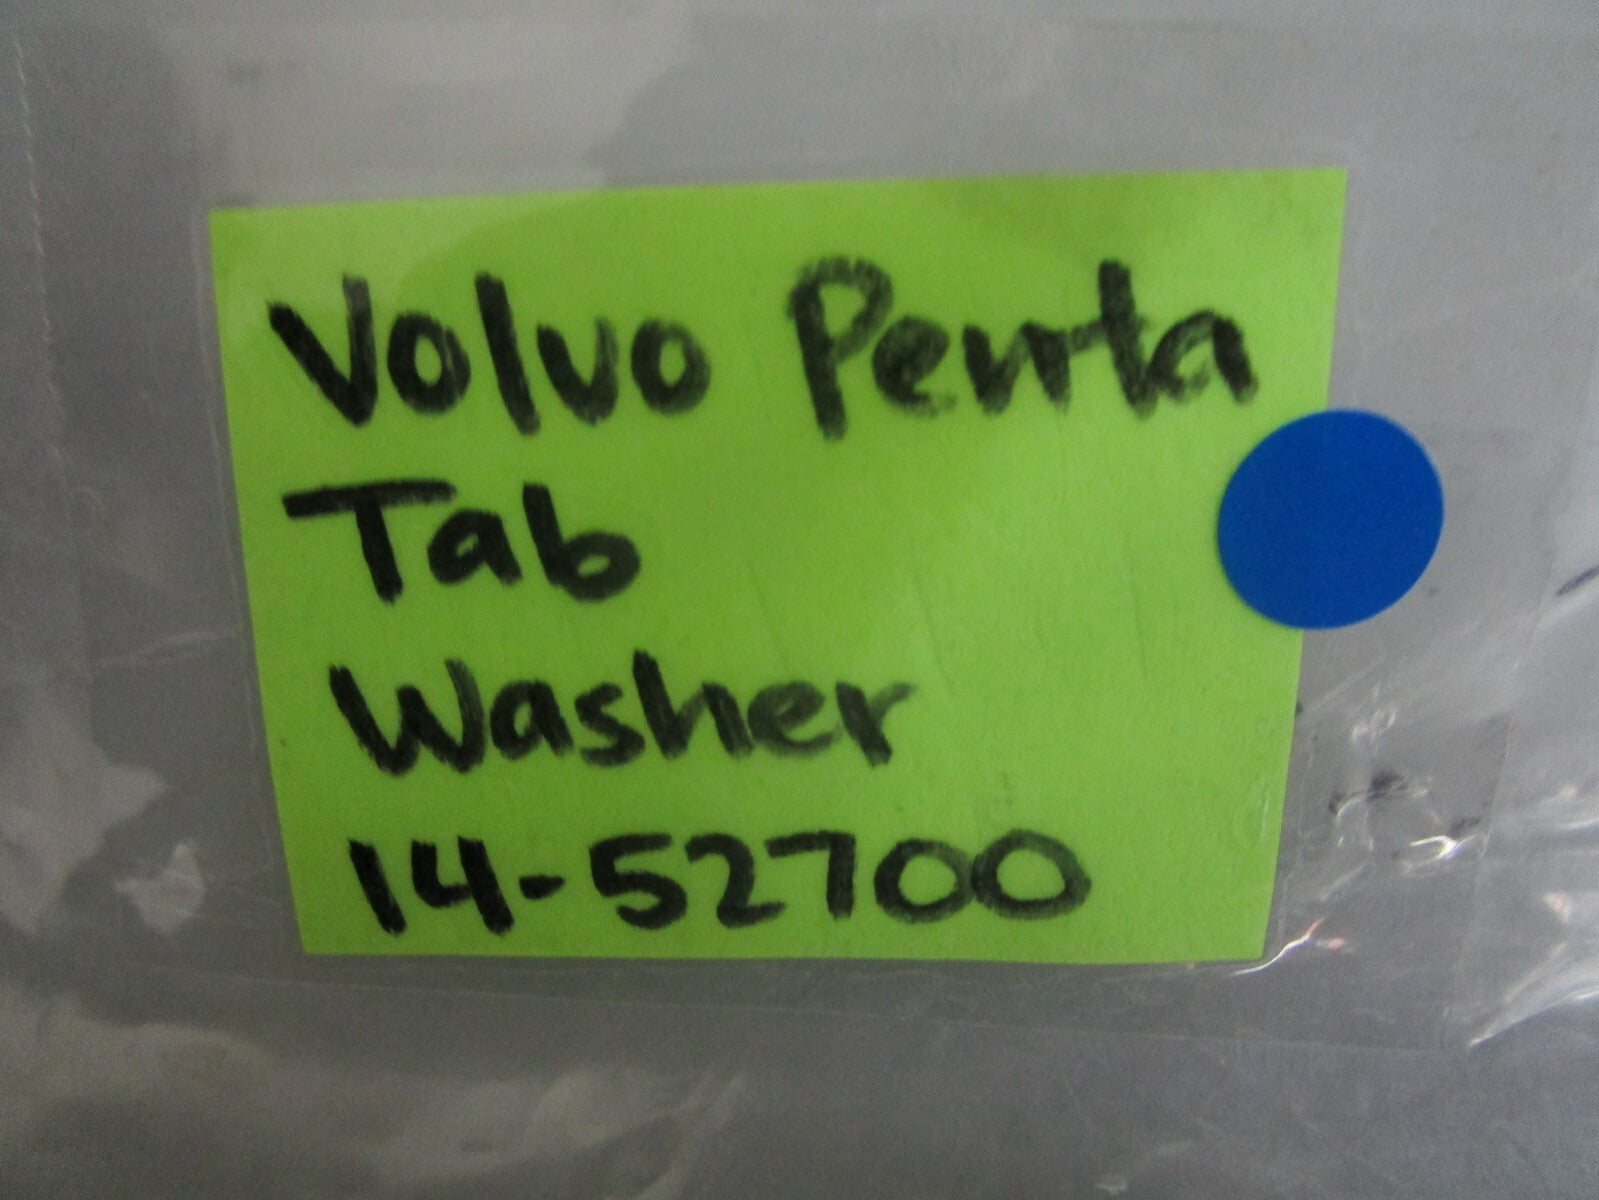 Volvo Penta
Tab
Washer
14-52700